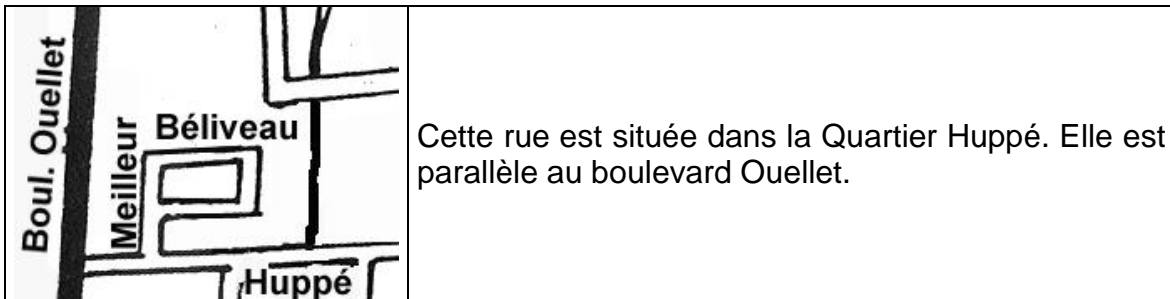 Boul. Ouellet
Meilleur
Béliveau
Huppé
Cette rue est située dans la Quartier Huppé. Elle est
parallèle au boulevard Ouellet.